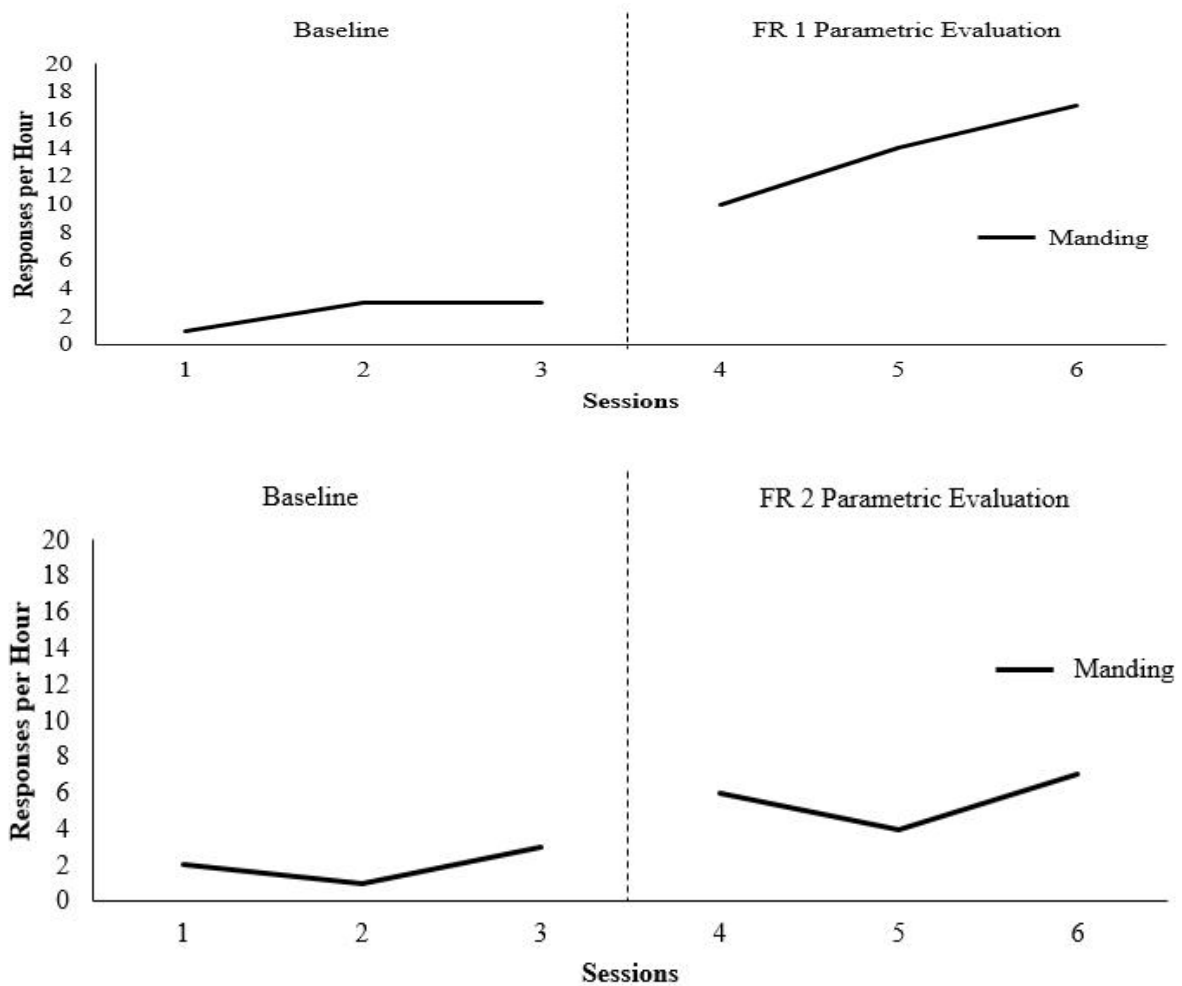 Baseline
FR 1 Parametric Evaluation
Responses per Hour
20
18
16
14
12
10
8
6
4
2
0
Manding
1 2 3 4 5 6
Sessions
Baseline
FR 2 Parametric Evaluation
Responses per Hour
20
18
16
14
12
10
8
6
4
2
0
Manding
1 2 3 4 5 6
Sessions